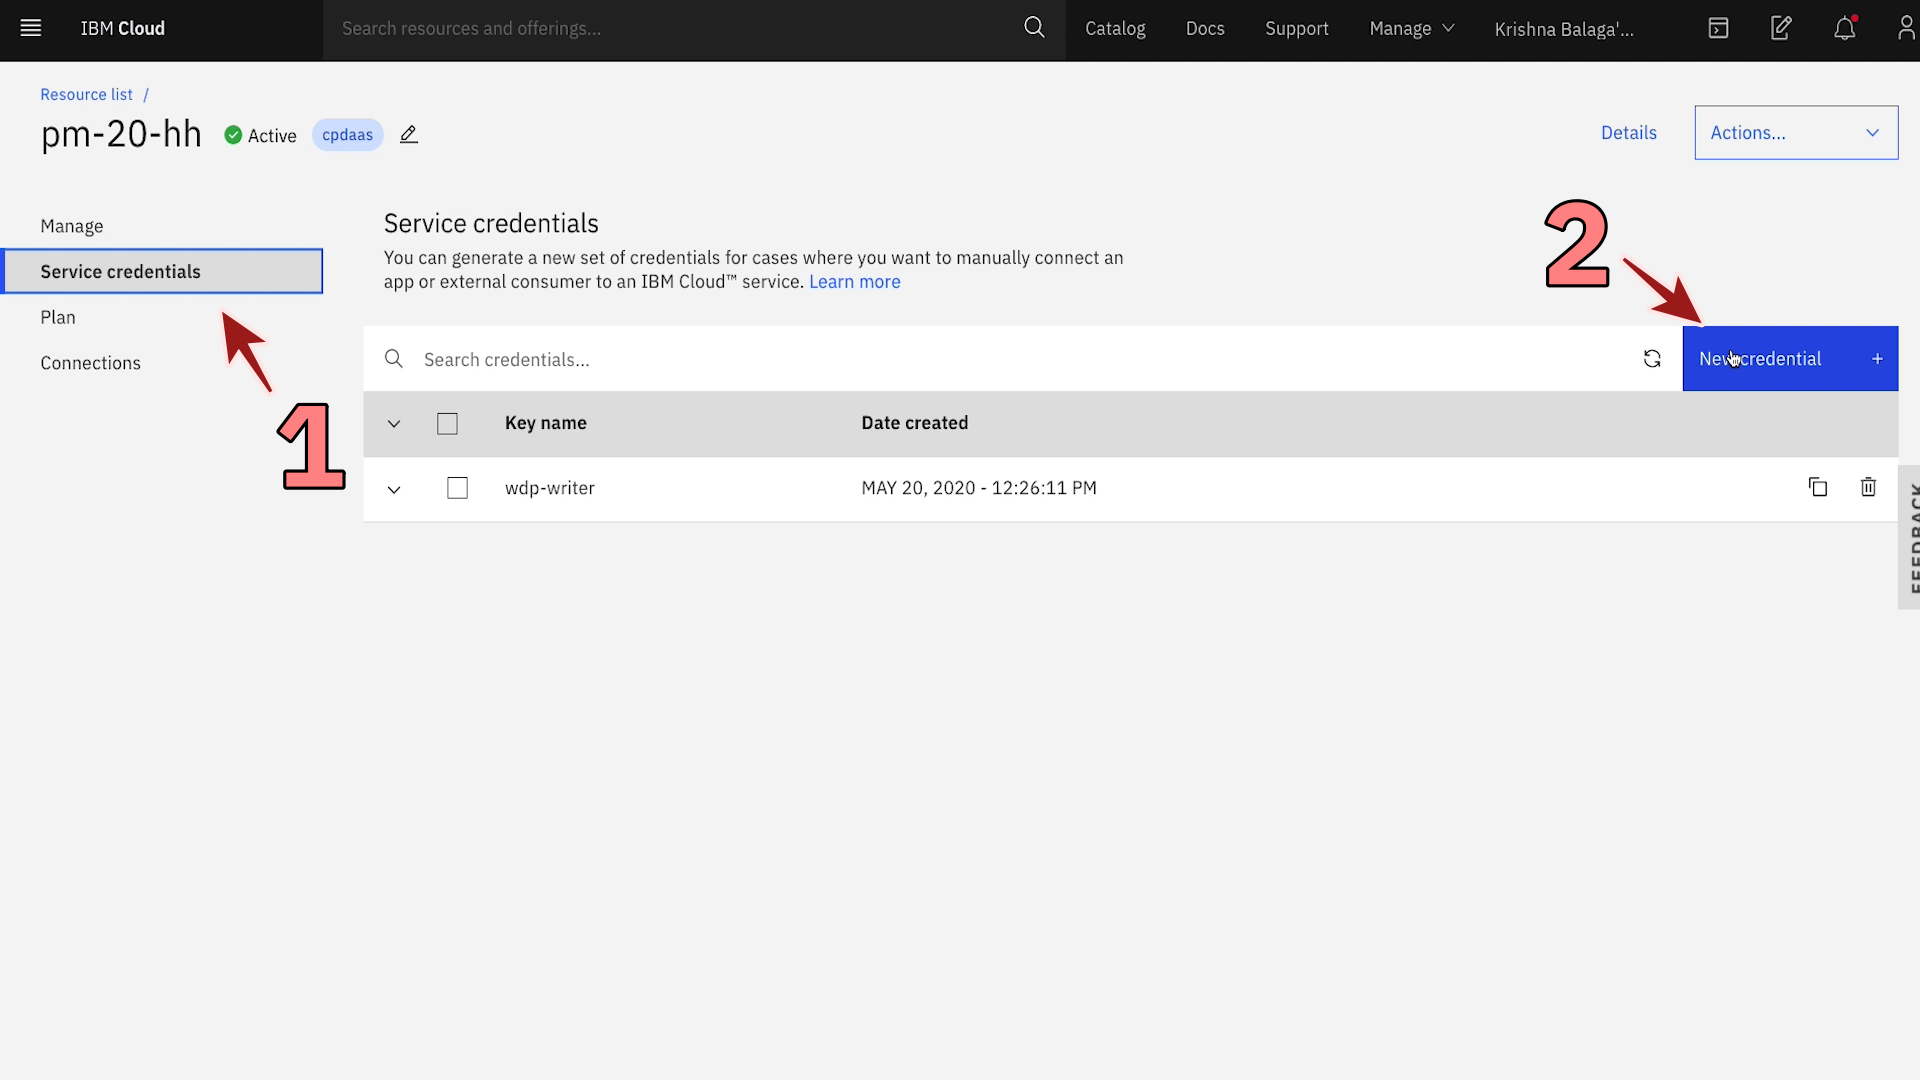 IBM Cloud
Search resources and offerings...
Catalog
Docs
Support
Manage
Krishna Balaga'...
Resource list /
pm-20-hh
Active
cpdaas
Details
Actions...
Manage
Service credentials
Plan
Connections
1
Service credentials
You can generate a new set of credentials for cases where you want to manually connect an
app or external consumer to an IBM Cloud™ service. Learn more
2
Search credentials...
New credential +
Key name
Date created
wdp-writer
MAY 20, 2020 - 12:26:11 PM
FEEDBACK